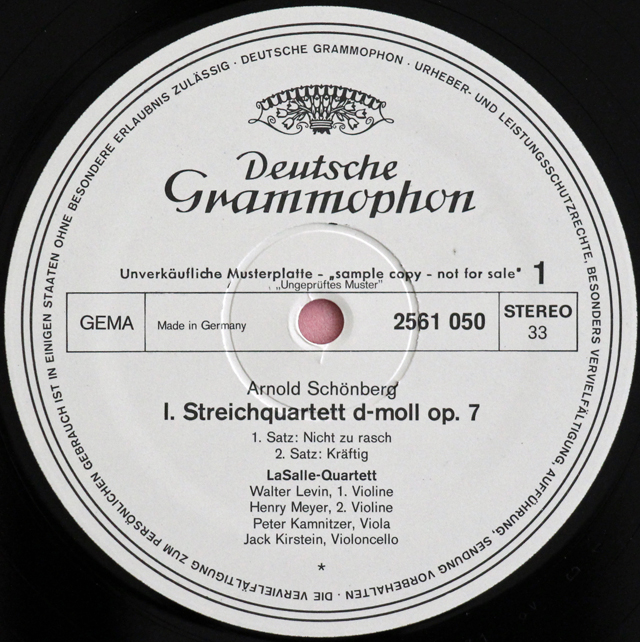 DEUTSCHE GRAMMOPHON · URHEBER- UND LEISTUNGSSCHUTZRECHTE, BESONDERS VERVIELFÄLTIGUNG, AUFFÜHRUNG, SENDUNG VORBEHALTEN · DIE VERVIELFÄLTIGUNG ZUM PERSÖNLICHEN GEBRAUCH IST IN EINIGEN STAATEN OHNE BESONDERE ERLAUBNIS ZULÄSSIG ·
Deutsche
Grammophon
Unverkäufliche Musterplatte - „sample copy - not for sale" 1
„Ungeprüftes Muster"
GEMA Made in Germany 2561 050 STEREO
33
Arnold Schönberg
I. Streichquartett d-moll op. 7
1. Satz: Nicht zu rasch
2. Satz: Kräftig
LaSalle-Quartett
Walter Levin, 1. Violine
Henry Meyer, 2. Violine
Peter Kamnitzer, Viola
Jack Kirstein, Violoncello
*